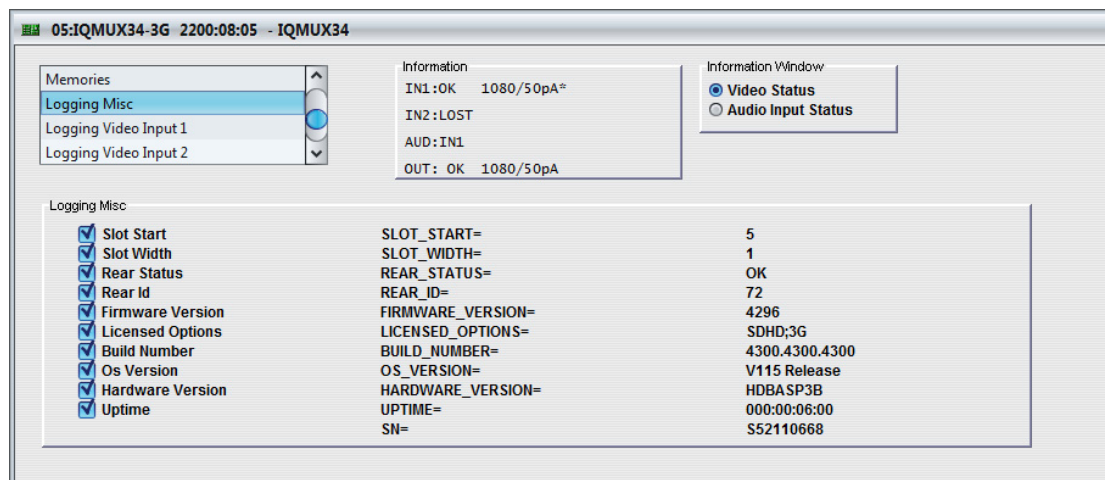 05:IQMUX34-3G 2200:08:05 - IQMUX34
Memories
Logging Misc
Logging Video Input 1
Logging Video Input 2
Information
IN1:OK 1080/50pA*
IN2:LOST
AUD:IN1
OUT: OK 1080/50pA
Information Window
Video Status
Audio Input Status
Logging Misc
Slot Start SLOT_START= 5
Slot Width SLOT_WIDTH= 1
Rear Status REAR_STATUS= OK
Rear Id REAR_ID= 72
Firmware Version FIRMWARE_VERSION= 4296
Licensed Options LICENSED_OPTIONS= SDHD;3G
Build Number BUILD_NUMBER= 4300.4300.4300
Os Version OS_VERSION= V115 Release
Hardware Version HARDWARE_VERSION= HDBASP3B
Uptime UPTIME= 000:00:06:00
SN= S52110668